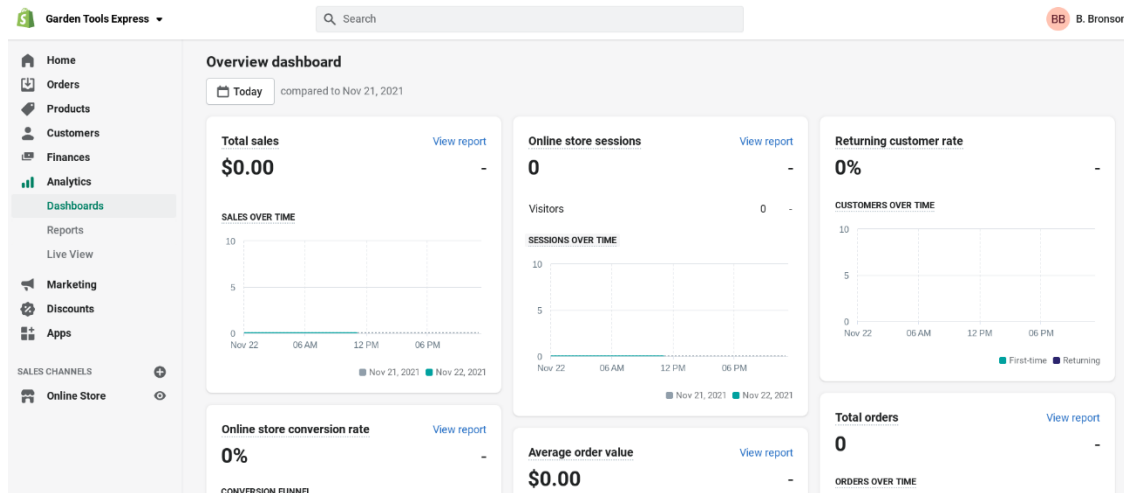 Garden Tools Express
Search
BB
B. Bronson
Home
Orders
Products
Customers
Finances
Analytics
Dashboards
Reports
Live View
Marketing
Discounts
Apps
SALES CHANNELS
Online Store
Overview dashboard
Today compared to Nov 21, 2021
Total sales View report
$0.00 -
SALES OVER TIME
10
5
0
Nov 22 06 AM 12 PM 06 PM
Nov 21, 2021 Nov 22, 2021
Online store conversion rate View report
0% -
CONVERSION FUNNEL
Online store sessions View report
0 -
Visitors 0 -
SESSIONS OVER TIME
10
5
0
Nov 22 06 AM 12 PM 06 PM
Nov 21, 2021 Nov 22, 2021
Average order value View report
$0.00 -
Returning customer rate
0% -
CUSTOMERS OVER TIME
10
5
0
Nov 22 06 AM 12 PM 06 PM
First-time Returning
Total orders View report
0 -
ORDERS OVER TIME